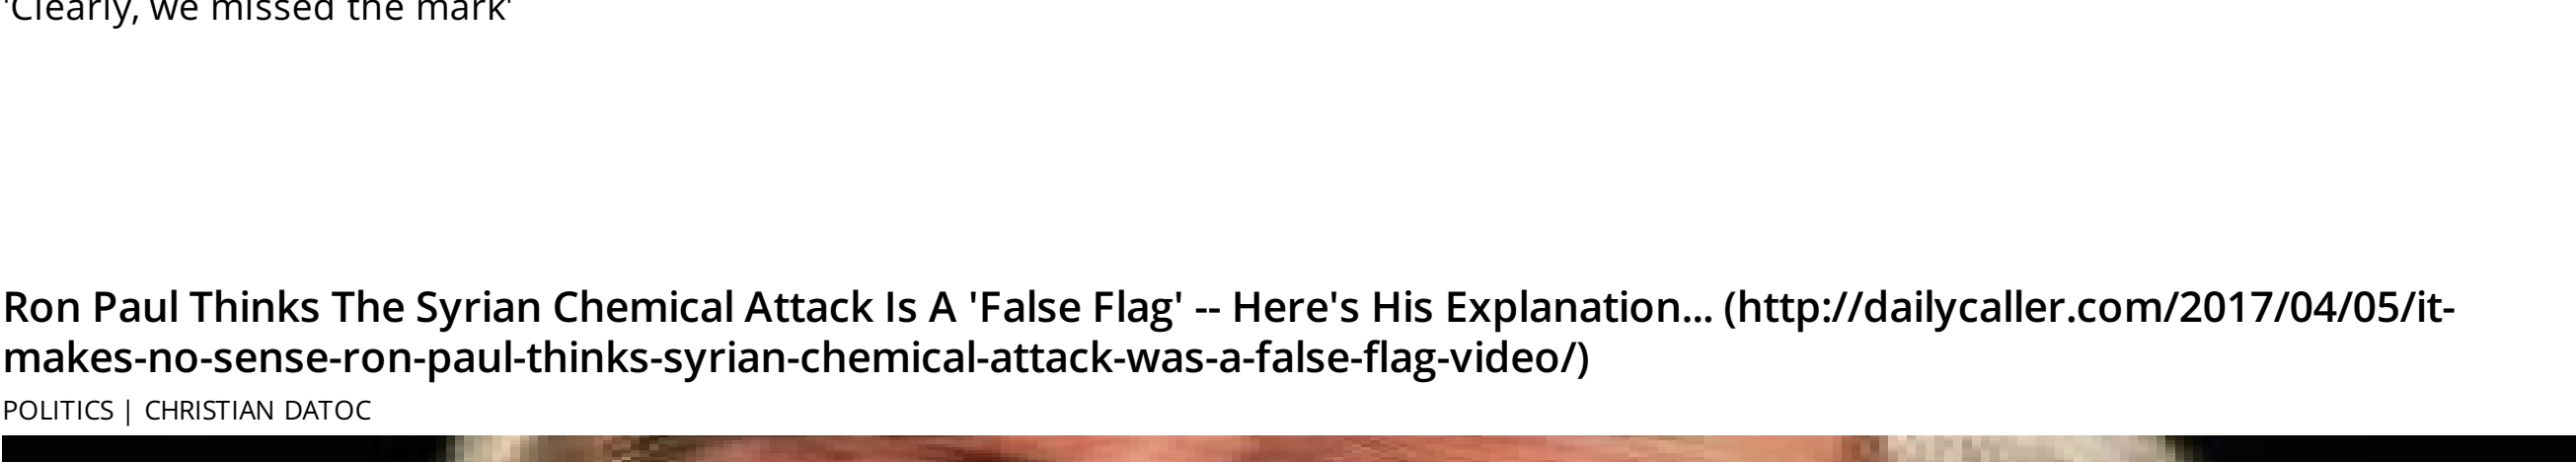 'Clearly, we missed the mark'
Ron Paul Thinks The Syrian Chemical Attack Is A 'False Flag' -- Here's His Explanation... (http://dailycaller.com/2017/04/05/it-
makes-no-sense-ron-paul-thinks-syrian-chemical-attack-was-a-false-flag-video/)
POLITICS | CHRISTIAN DATOC